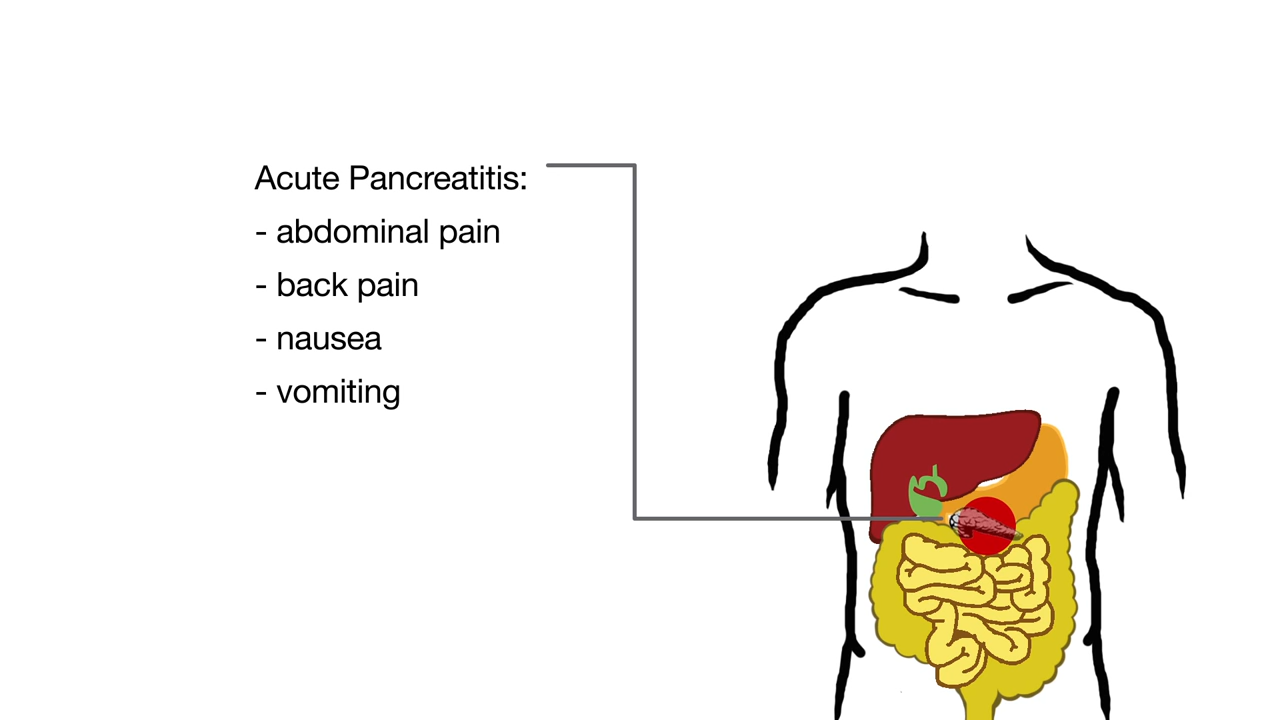 Acute Pancreatitis:
- abdominal pain
- back pain
- nausea
- vomiting